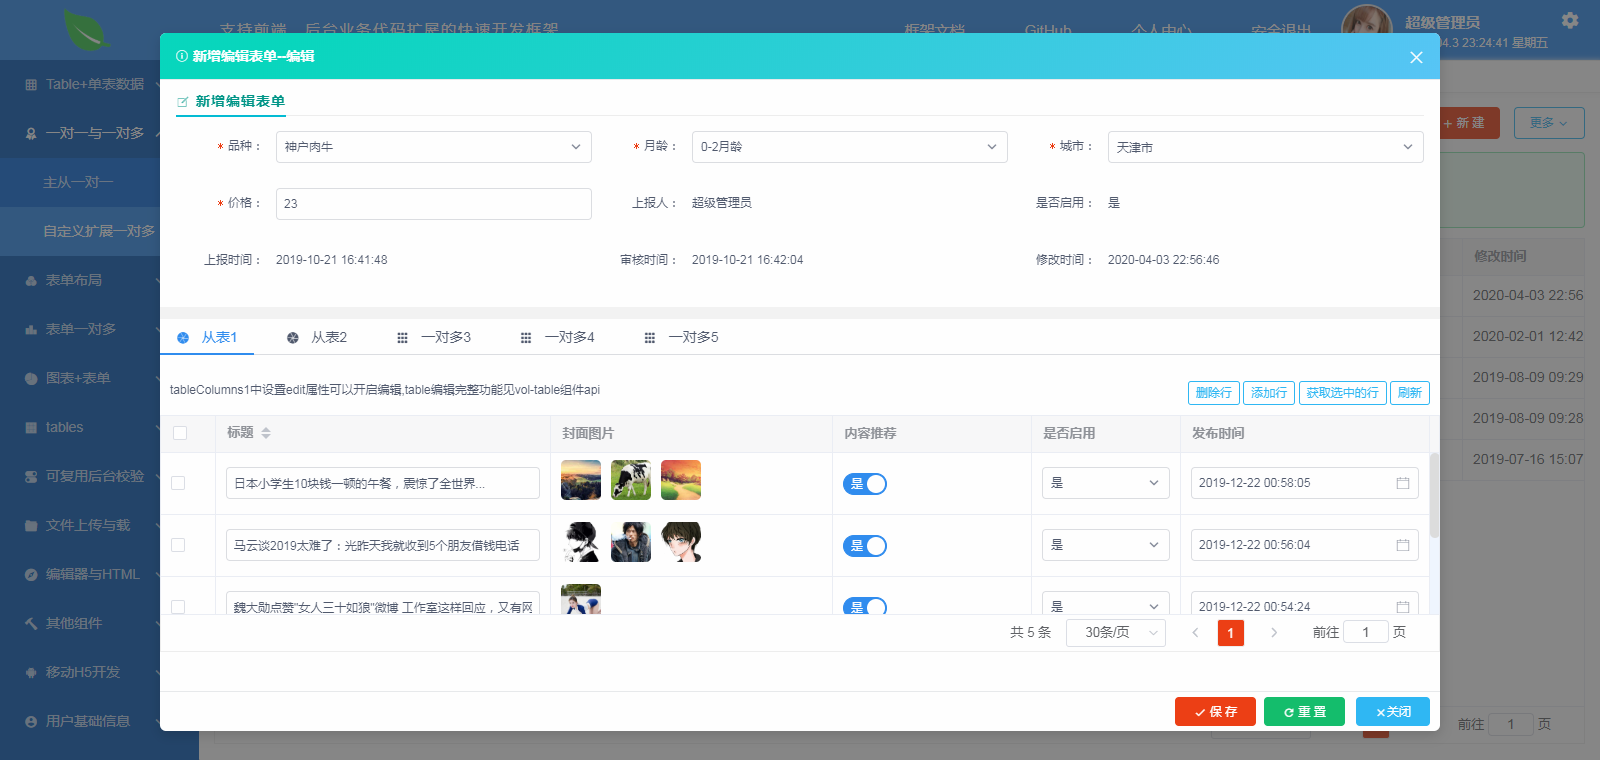 支持前端、后台业务代码扩展的快速开发框架
框架文档
GitHub
个人中心
安全退出
超级管理员
04.3 23:24:41 星期五
Table+单表数据
一对一与一对多
主从一对一
自定义扩展一对多
表单布局
表单一对多
图表+表单
tables
可复用后台校验
文件上传与载
编辑器与HTML
其他组件
移动H5开发
用户基础信息
+ 新 建
更多
修改时间
2020-04-03 22:56
2020-02-01 12:42
2019-08-09 09:29
2019-08-09 09:28
2019-07-16 15:07
前往 1 页
新增编辑表单--编辑
新增编辑表单
* 品种： 神户肉牛
* 月龄： 0-2月龄
* 城市： 天津市
* 价格： 23
上报人： 超级管理员
是否启用： 是
上报时间： 2019-10-21 16:41:48
审核时间： 2019-10-21 16:42:04
修改时间： 2020-04-03 22:56:46
从表1 从表2 一对多3 一对多4 一对多5
tableColumns1中设置edit属性可以开启编辑,table编辑完整功能见vol-table组件api
删除行 添加行 获取选中的行 刷新
标题 封面图片 内容推荐 是否启用 发布时间
日本小学生10块钱一顿的午餐，震惊了全世界... 是 是 2019-12-22 00:58:05
马云谈2019太难了：光昨天我就收到5个朋友借钱电话 是 是 2019-12-22 00:56:04
魏大勋点赞"女人三十如狼"微博 工作室这样回应，又有网 是 是 2019-12-22 00:54:24
共 5 条 30条/页 1 前往 1 页
保 存 重 置 关闭